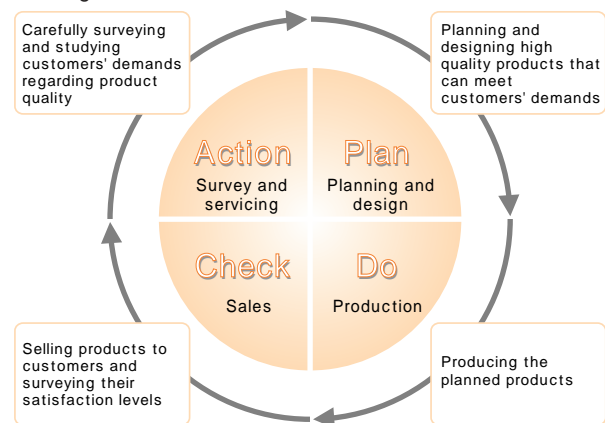 Carefully surveying
and studying
customers' demands
regarding product
quality
Planning and
designing high
quality products that
can meet
customers' demands
Action
Survey and
servicing
Plan
Planning and
design
Check
Sales
Do
Production
Selling products to
customers and
surveying their
satisfaction levels
Producing the
planned products